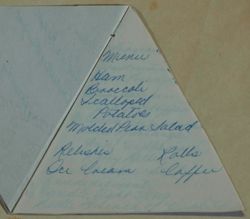 Menu
Ham
Broccoli
Scalloped
Potatoes
Molded Pear Salad
Relishes Rolls
Ice Cream Coffee